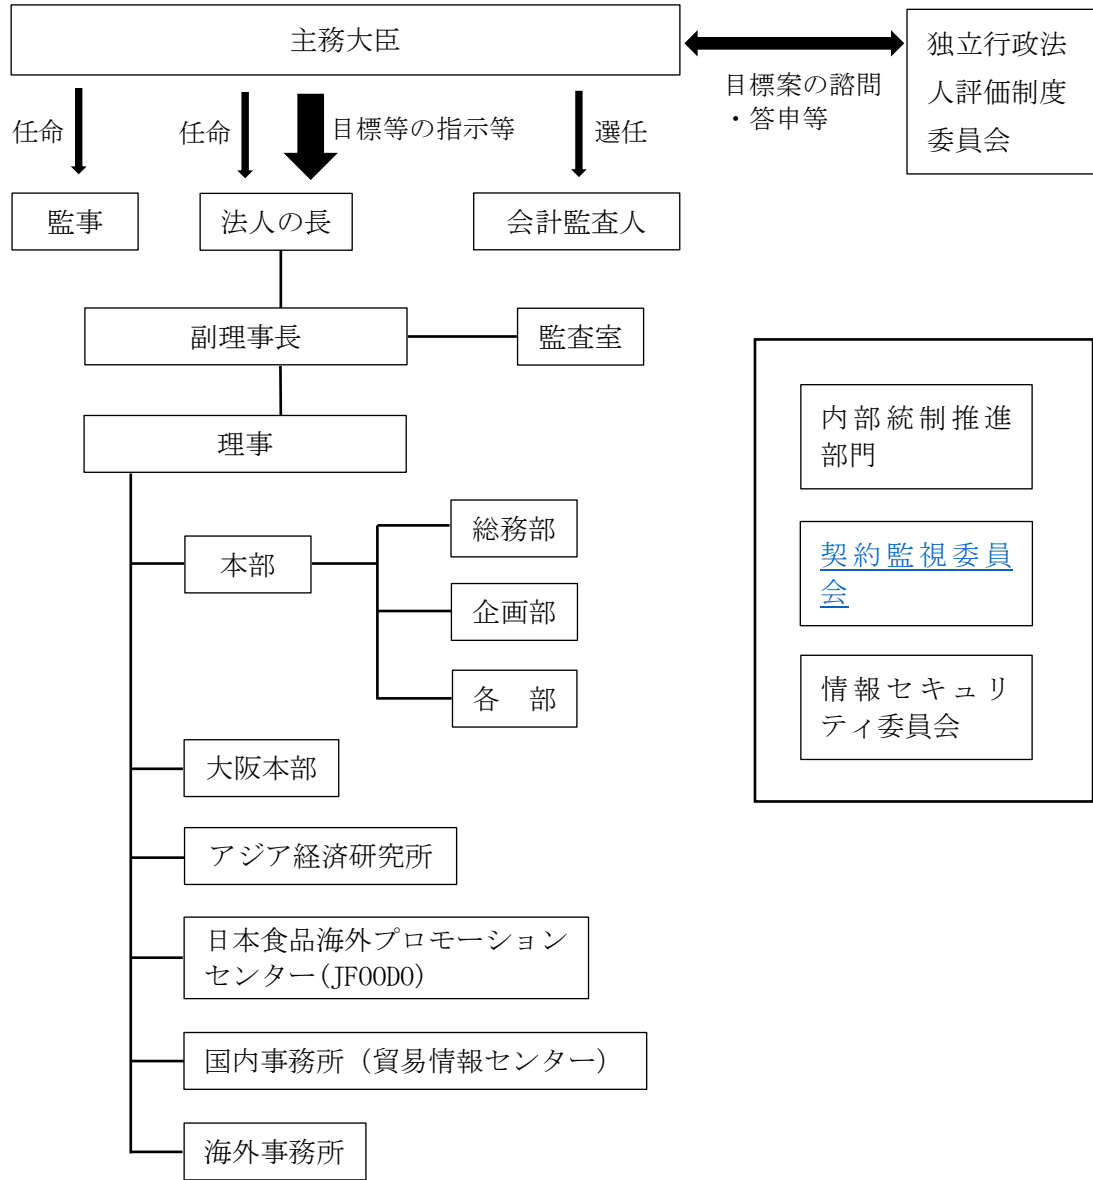 主務大臣
独立行政法
人評価制度
委員会
目標案の諮問
・答申等
任命
任命
目標等の指示等
選任
監事
法人の長
会計監査人
副理事長
監査室
理事
内部統制推進
部門
契約監視委員
会
情報セキュリ
ティ委員会
本部
総務部
企画部
各　部
大阪本部
アジア経済研究所
日本食品海外プロモーション
センター(JFOODO)
国内事務所（貿易情報センター）
海外事務所